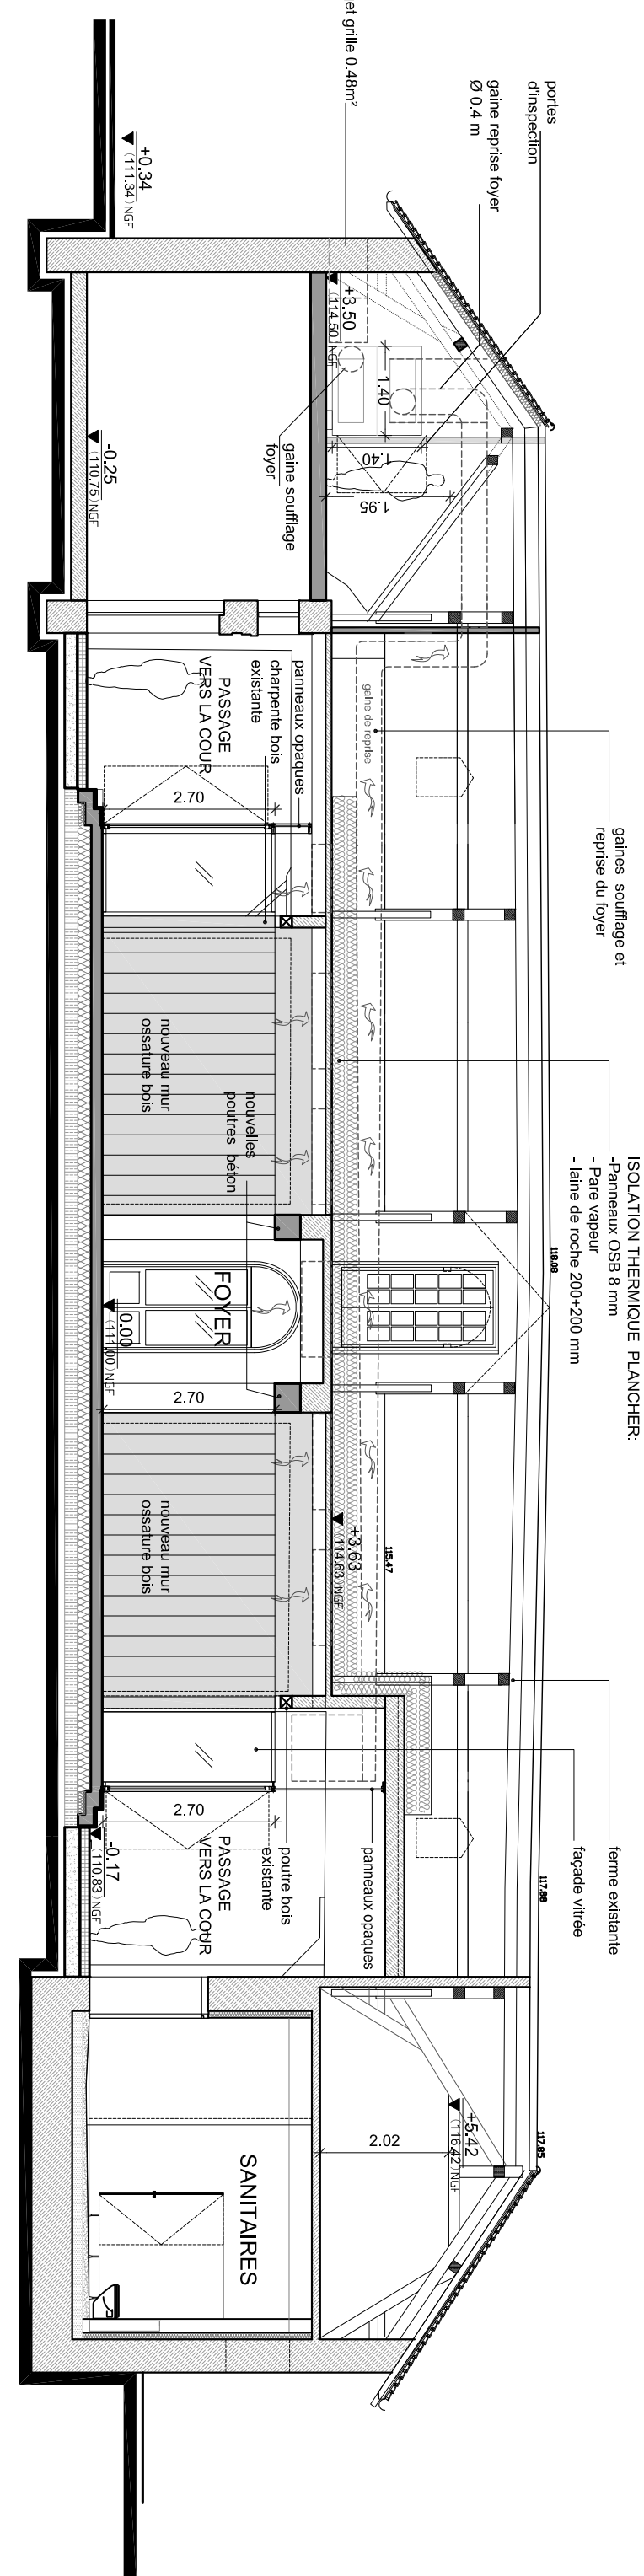 et grille 0.48m²
portes
d'inspection
gaine reprise foyer
Ø 0.4 m
+0.34
(111.34) NGF
+3.50
(114.50) NGF
1.40
1.40
1.95
gaine soufflage
foyer
-0.25
(110.75) NGF
PASSAGE
VERS LA COUR
charpente bois
existante
panneaux opaques
gaine de reprise
2.70
gaines soufflage et
reprise du foyer
nouveau mur
ossature bois
nouvelles
poutres béton
ISOLATION THERMIQUE PLANCHER:
-Panneaux OSB 8 mm
- Pare vapeur
- laine de roche 200+200 mm
118.08
FOYER
0.00
(111.00) NGF
2.70
nouveau mur
ossature bois
+3.63
(114.63) NGF
115.47
ferme existante
façade vitrée
117.88
2.70
-0.17
(110.83) NGF
PASSAGE
VERS LA COUR
poutre bois
existante
panneaux opaques
+5.42
(116.42) NGF
2.02
117.85
SANITAIRES